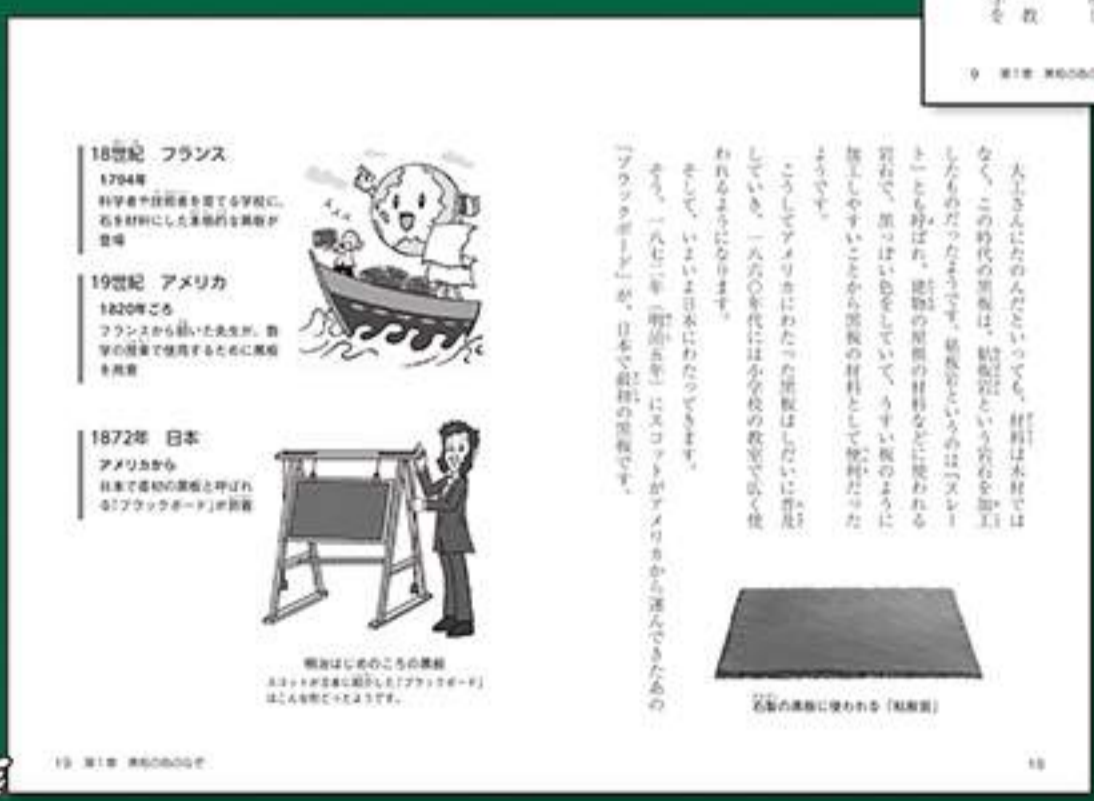 大工さんにたのんだといっても、材料は木材では
なく、この時代の黒板は、粘板岩という岩石を加工
したものだったようです。粘板岩というのは「スレー
ト」とも呼ばれ、建物の屋根の材料などに使われる
岩石で、黒っぽい色をしていて、うすい板のように
加工しやすいことから黒板の材料として便利だった
ようです。
こうしてアメリカにわたった黒板はしだいに普及
していき、一八六〇年代には小学校の教室で広く使
われるようになります。
そして、いよいよ日本にわたってきます。
そう、一八七二年（明治五年）にスコットがアメリカから運んできたあの
「ブラックボード」が、日本で最初の黒板です。
石製の黒板に使われる「粘板岩」
18
18世紀 フランス
1794年
科学者や技術者を育てる学校に、
石を材料にした本格的な黒板が
登場
19世紀 アメリカ
1820年ごろ
フランスから招いた先生が、数
学の授業で使用するために黒板
を用意
1872年 日本
アメリカから
日本で最初の黒板と呼ばれ
る「ブラックボード」が到着
明治はじめのころの黒板
スコットが日本に紹介した「ブラックボード」
はこんな形だったようです。
19 第1章 黒板の色のなぞ
教
を
9 第1章 黒板の色の